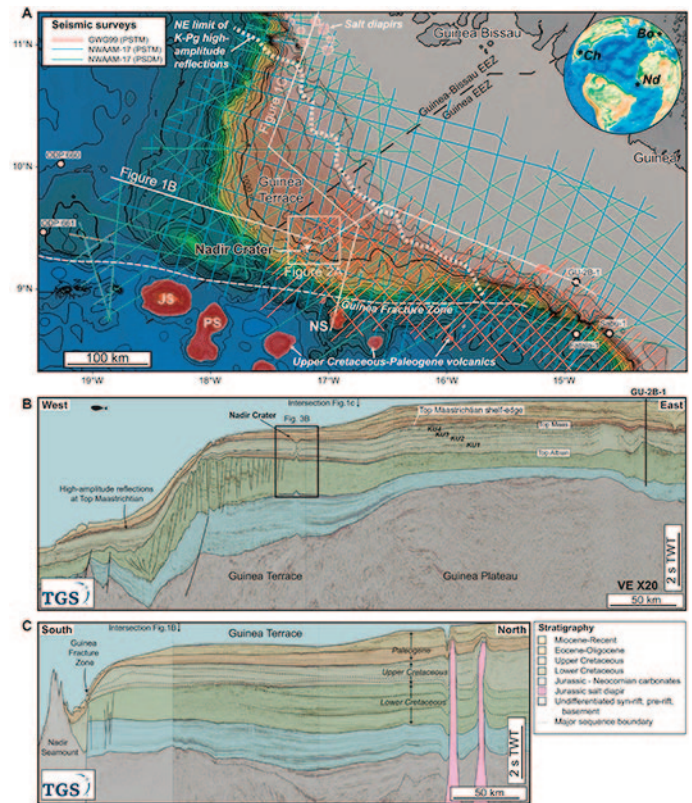 A
Seismic surveys
GWG99 (PSTM)
NWAAM-17 (PSTM)
NWAAM-17 (PSDM)
NE limit of
K-Pg high-
amplitude
reflections
Salt diapirs
Guinea Bissau
Guinea-Bissau EEZ
Guinea EEZ
Guinea
Bo
Ch
Nd
11°N
10°N
9°N
ODP 660
ODP 661
Figure 1C
Figure 1B
Guinea
Terrace
Nadir Crater
Figure 2A
GU-2B-1
Guinea Fracture Zone
JS
PS
NS
Upper Cretaceous-Paleogene volcanics
100 km
19°W
18°W
17°W
16°W
15°W
B
West
Intersection Fig.1c
GU-2B-1
East
Nadir Crater
Fig. 3B
Top Maastrichtian shelf-edge
Top Maas
KU4
KU3
KU2
KU1
Top Albian
High-amplitude reflections
at Top Maastrichtian
Guinea Terrace
Guinea Plateau
2 s TWT
VE X20
50 km
TGS
C
South
Intersection Fig.1B
Guinea Terrace
North
Guinea
Fracture
Zone
Paleogene
Upper Cretaceous
Lower Cretaceous
Nadir
Seamount
2 s TWT
50 km
TGS
Stratigraphy
Miocene-Recent
Eocene-Oligocene
Upper Cretaceous
Lower Cretaceous
Jurassic - Neocomian carbonates
Jurassic salt diapir
Undifferentiated syn-rift, pre-rift,
basement
Major sequence boundary